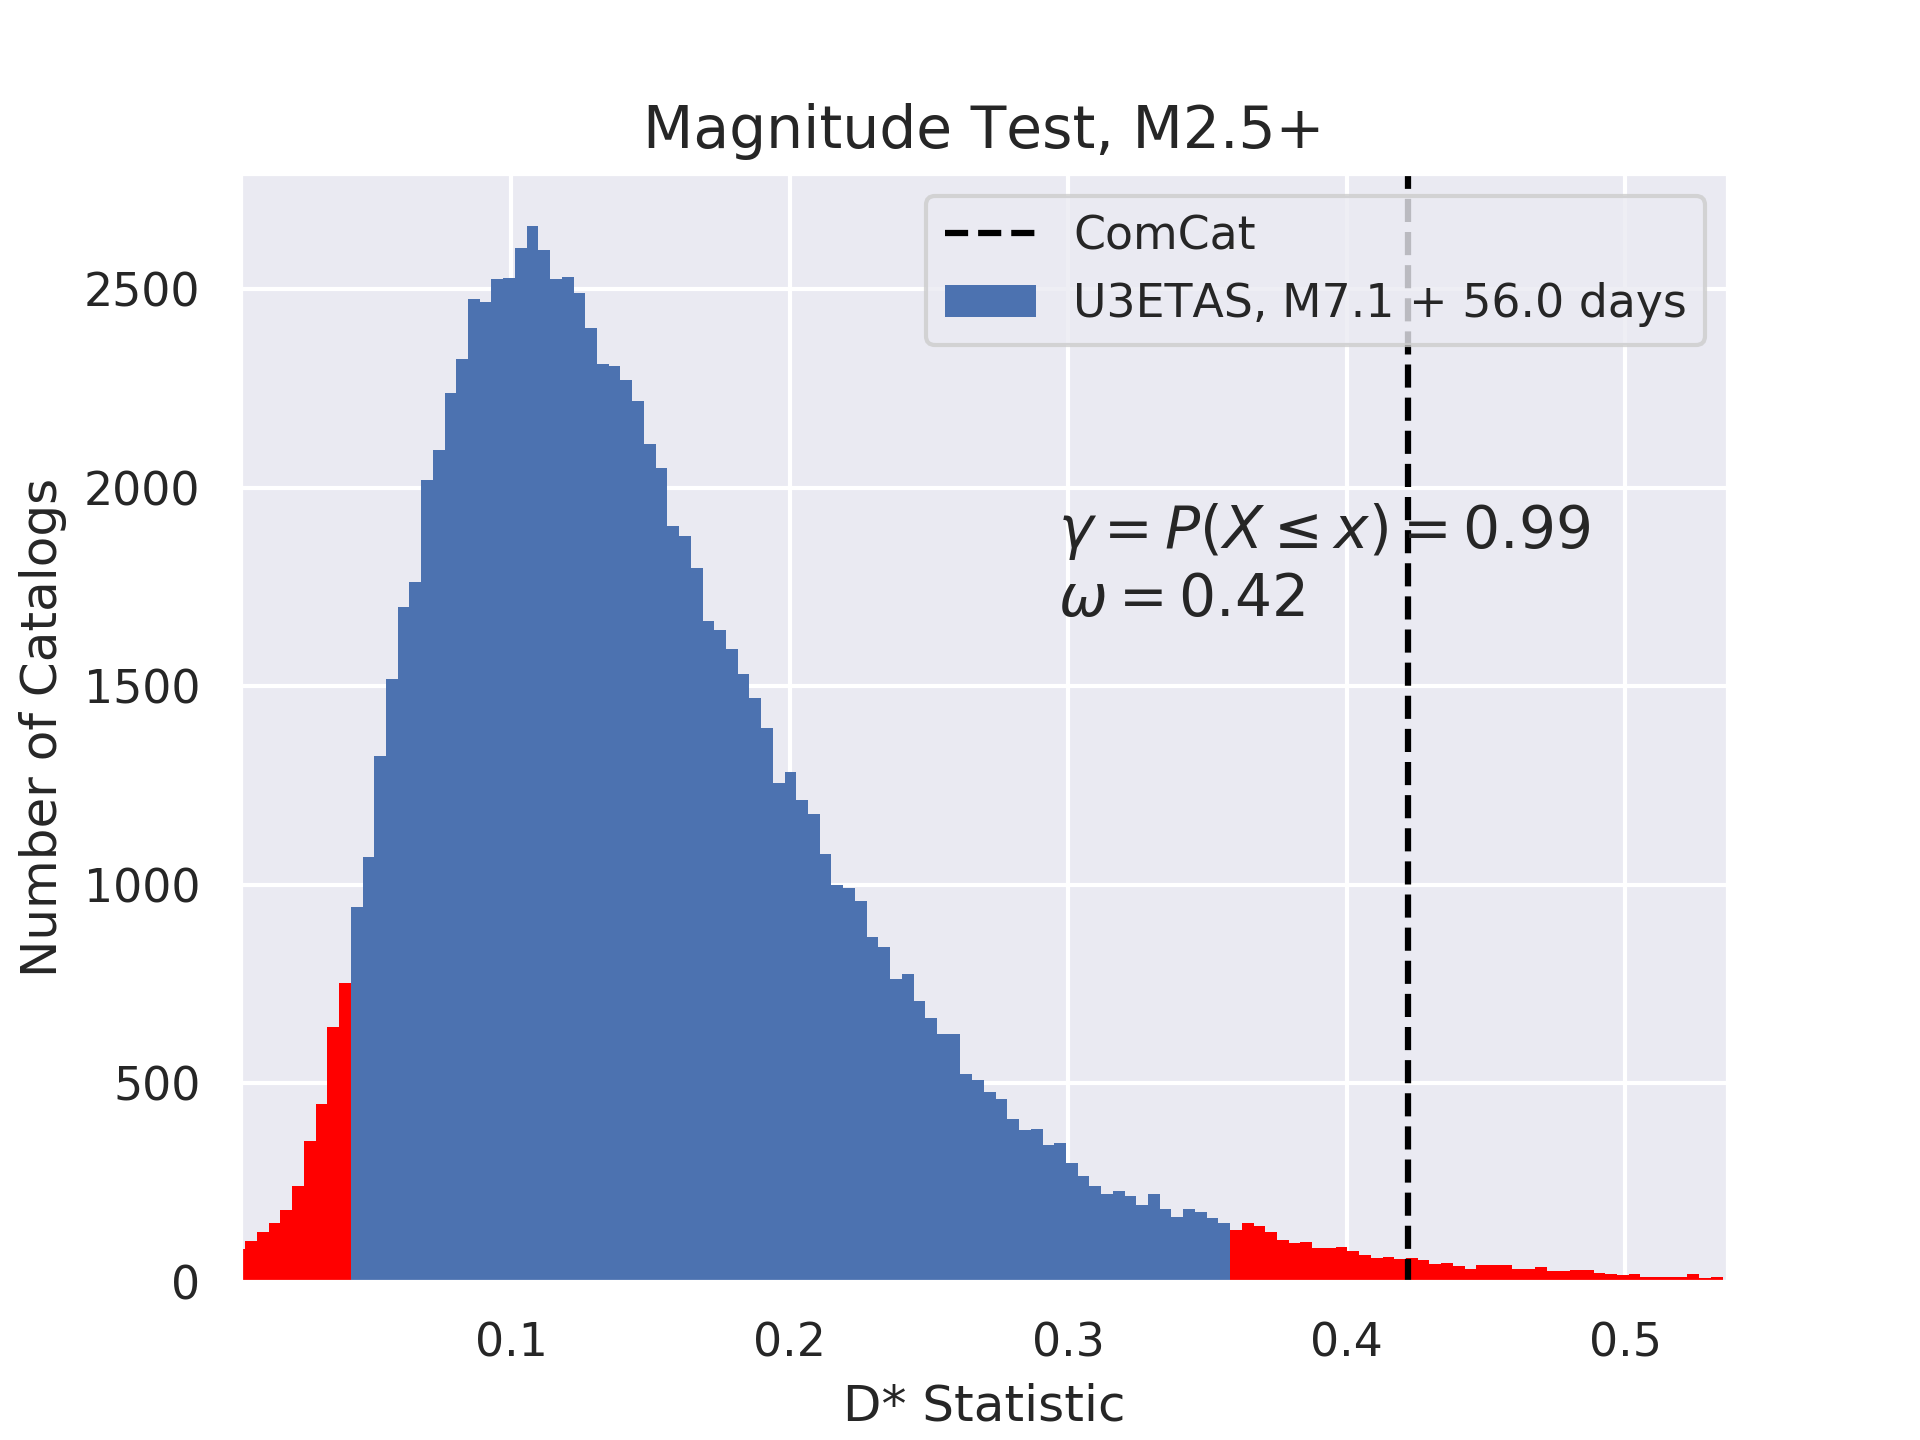 Magnitude Test, M2.5+
ComCat
U3ETAS, M7.1 + 56.0 days
γ = P(X ≤ x) = 0.99
ω = 0.42
Number of Catalogs
2500
2000
1500
1000
500
0
0.1 0.2 0.3 0.4 0.5
D* Statistic